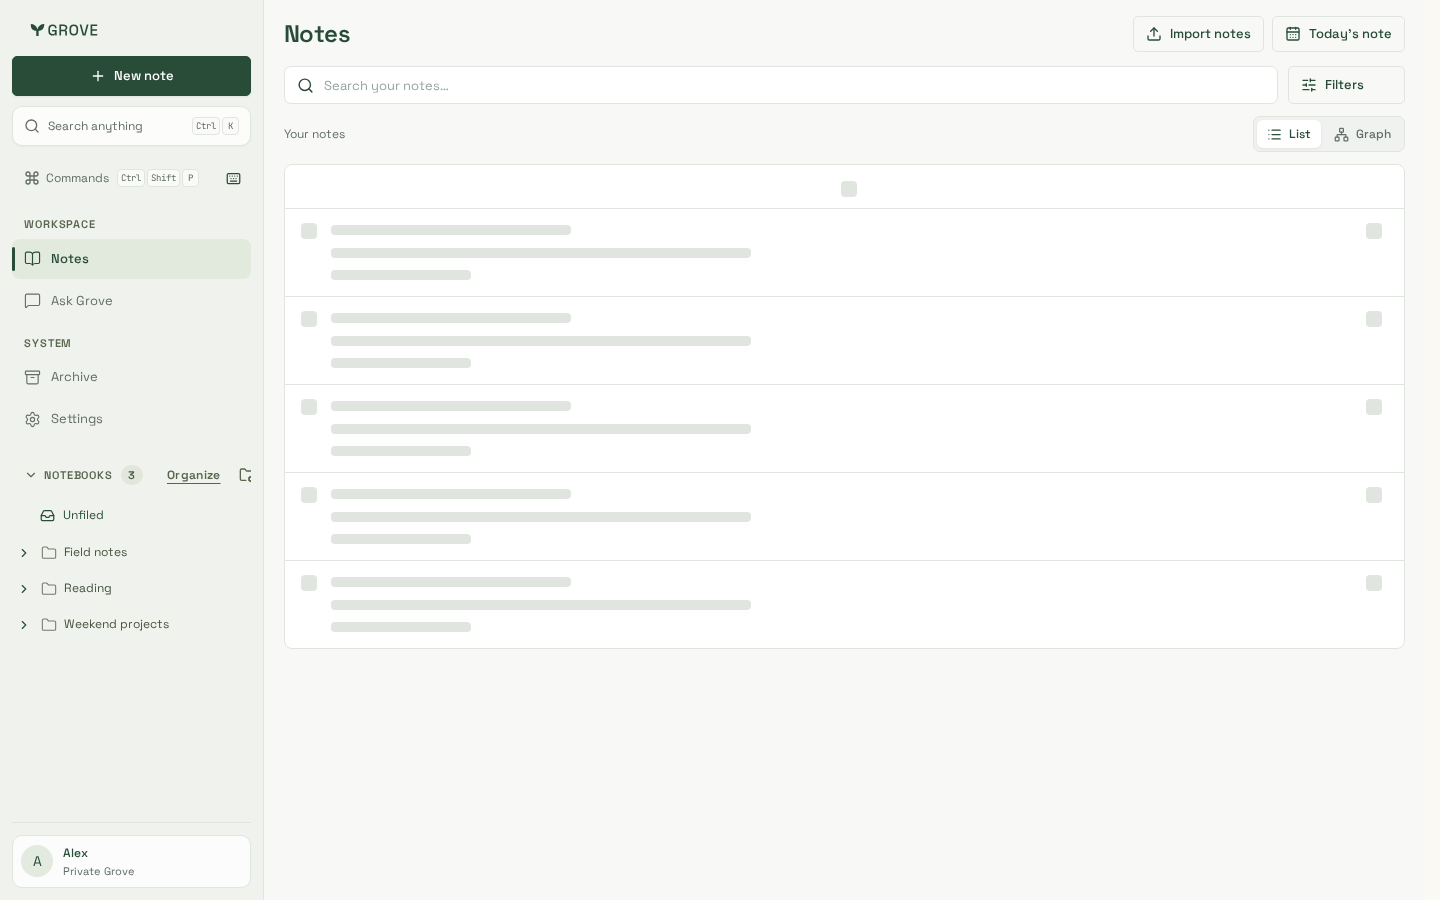 GROVE
New note
Search anything Ctrl K
Commands Ctrl Shift P
WORKSPACE
Notes
Ask Grove
SYSTEM
Archive
Settings
NOTEBOOKS 3 Organize
Unfiled
Field notes
Reading
Weekend projects
A
Alex
Private Grove
Notes
Import notes
Today's note
Search your notes...
Filters
Your notes
List
Graph